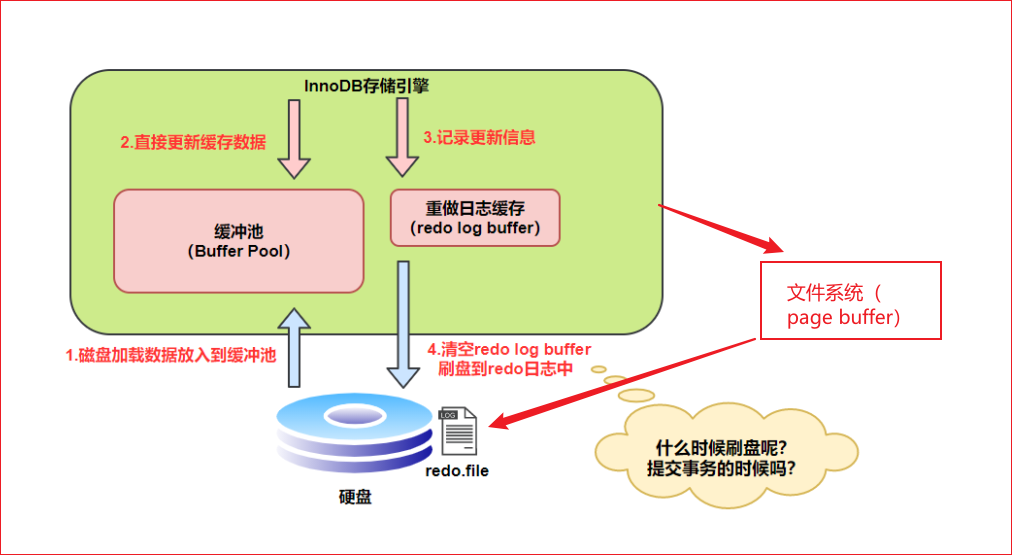 InnoDB存储引擎
2.直接更新缓存数据
3.记录更新信息
缓冲池
（Buffer Pool）
重做日志缓存
（redo log buffer）
文件系统（
page buffer）
1.磁盘加载数据放入到缓冲池
4.清空redo log buffer
刷盘到redo日志中
LOG
redo.file
硬盘
什么时候刷盘呢？
提交事务的时候吗？